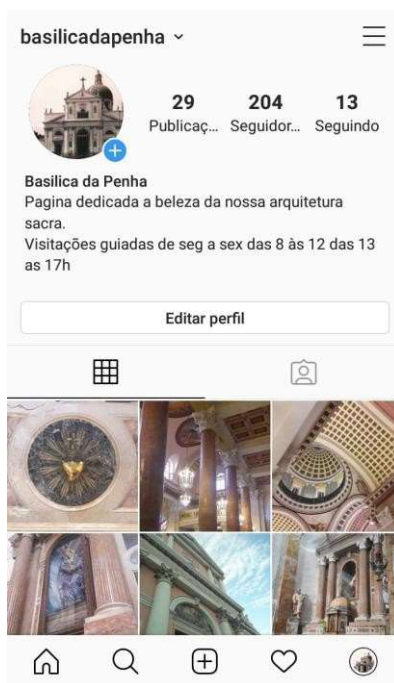 basilicadapenha
29 204 13
Publicaç... Seguidor... Seguindo
Basilica da Penha
Pagina dedicada a beleza da nossa arquitetura
sacra.
Visitações guiadas de seg a sex das 8 às 12 das 13
as 17h
Editar perfil